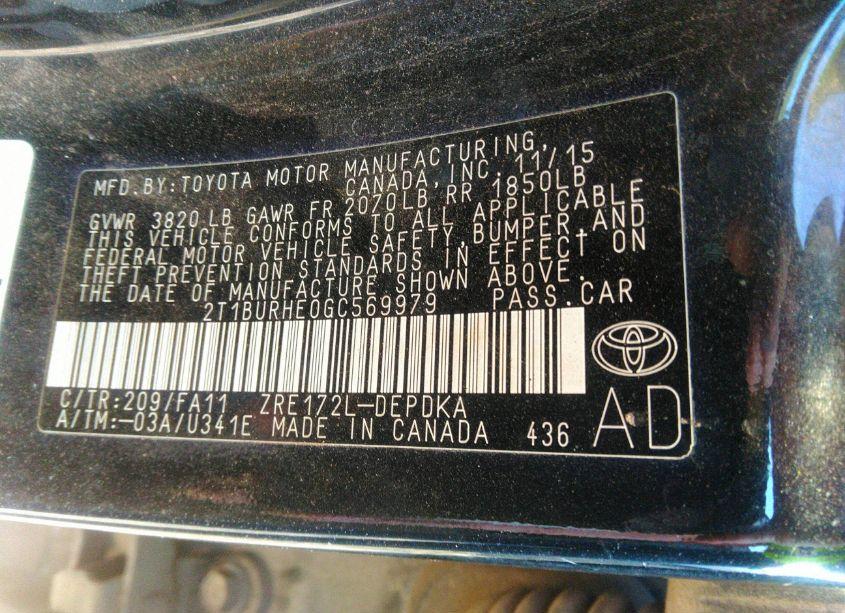 MFD.BY:TOYOTA MOTOR MANUFACTURING,
CANADA, INC. 11/15
GVWR 3820 LB GAWR FR 2070 LB, RR 1850LB
THIS VEHICLE CONFORMS TO ALL APPLICABLE
FEDERAL MOTOR VEHICLE SAFETY,BUMPER,AND
THEFT PREVENTION STANDARDS IN EFFECT ON
THE DATE OF MANUFACTURE SHOWN ABOVE.
2T1BURHE0GC569979 PASS.CAR
C/TR:209/FA11 ZRE172L-DEPDKA
A/TM:-03A/U341E MADE IN CANADA 436
AD